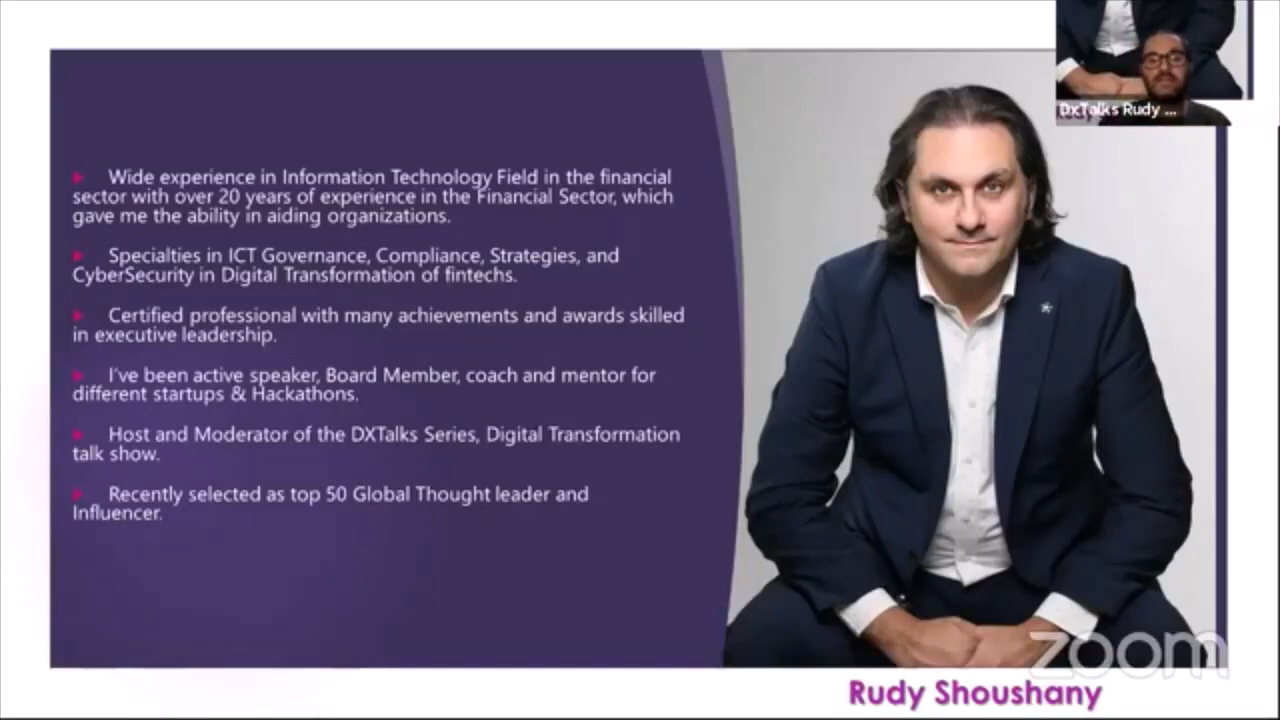 DxTalks Rudy ...
► Wide experience in Information Technology Field in the financial
sector with over 20 years of experience in the Financial Sector, which
gave me the ability in aiding organizations.
► Specialties in ICT Governance, Compliance, Strategies, and
CyberSecurity in Digital Transformation of fintechs.
► Certified professional with many achievements and awards skilled
in executive leadership.
► I've been active speaker, Board Member, coach and mentor for
different startups & Hackathons.
► Host and Moderator of the DXTalks Series, Digital Transformation
talk show.
► Recently selected as top 50 Global Thought leader and
Influencer.
zoom
Rudy Shoushany